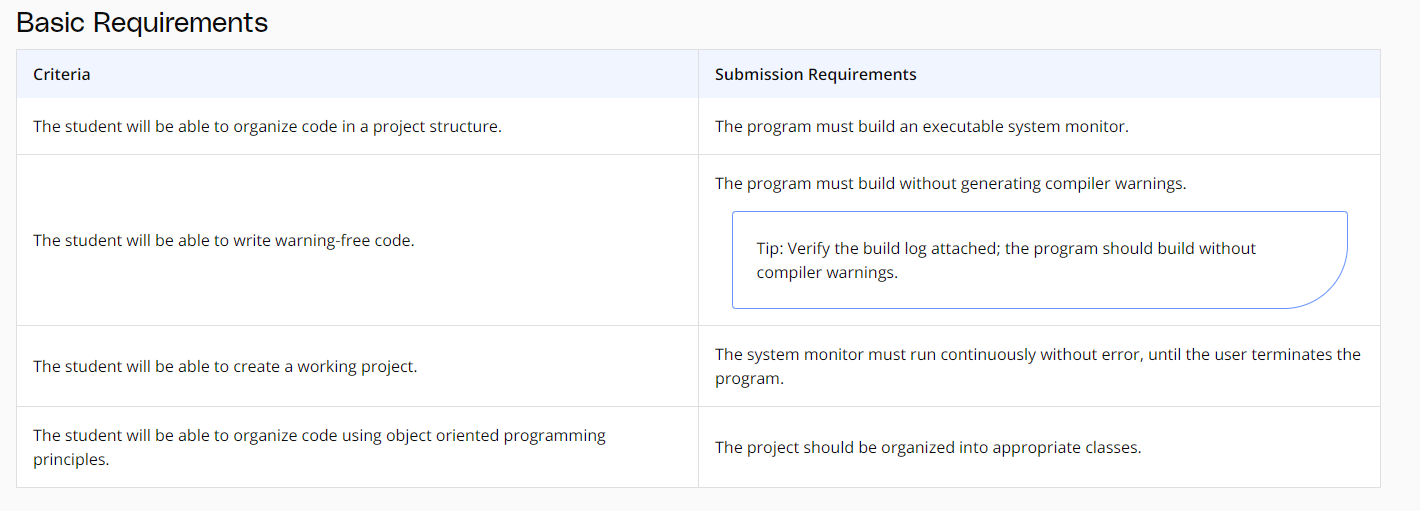 Basic Requirements
Criteria
Submission Requirements
The student will be able to organize code in a project structure.
The program must build an executable system monitor.
The student will be able to write warning-free code.
The program must build without generating compiler warnings.
Tip: Verify the build log attached; the program should build without
compiler warnings.
The student will be able to create a working project.
The system monitor must run continuously without error, until the user terminates the
program.
The student will be able to organize code using object oriented programming
principles.
The project should be organized into appropriate classes.